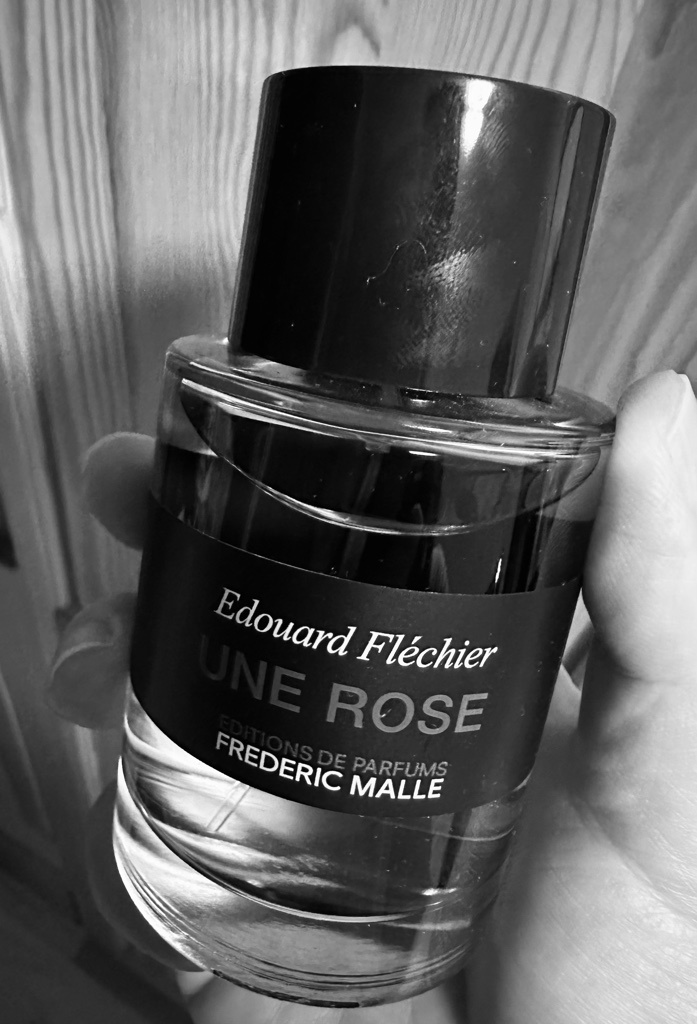 Edouard Fléchier
UNE ROSE
EDITIONS DE PARFUMS
FREDERIC MALLE